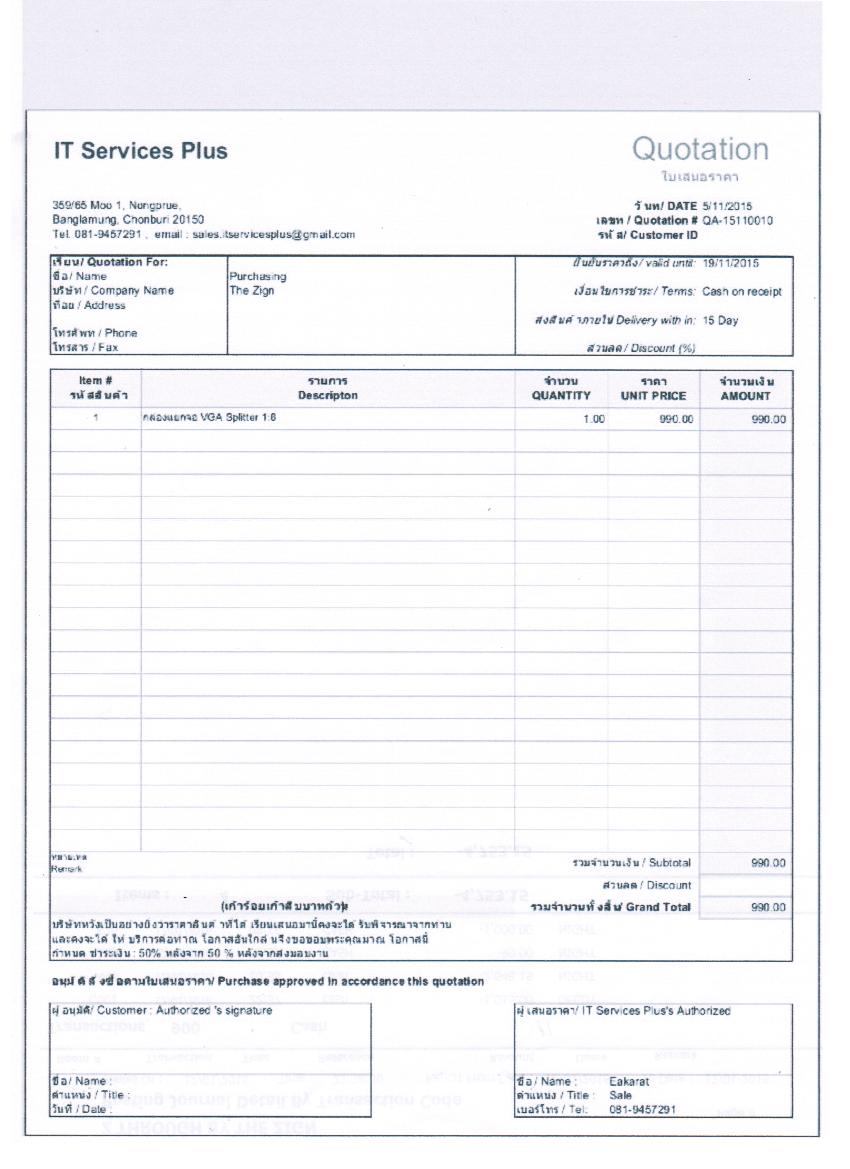 IT Services Plus
Quotation
ใบเสนอราคา
359/65 Moo 1, Nongprue,
Banglamung, Chonburi 20150
Tel. 081-9457291 , email : sales.itservicesplus@gmail.com
วันที่/ DATE 5/11/2015
เลขที่ / Quotation # QA-15110010
รหัส/ Customer ID
เรียน/ Quotation For:
ชื่อ/ Name Purchasing
บริษัท / Company Name The Zign
ที่อยู่ / Address
โทรศัพท์ / Phone
โทรสาร / Fax
ยืนยันราคาถึง/ valid until: 19/11/2015
เงื่อนไขการชำระ/ Terms: Cash on receipt
ส่งสินค้าภายใน/ Delivery with in: 15 Day
ส่วนลด / Discount (%)
Item # รายการ จำนวน ราคา จำนวนเงิน
รหัสสินค้า Descripton QUANTITY UNIT PRICE AMOUNT
1 กล่องแยกจอ VGA Splitter 1:8 1.00 990.00 990.00
หมายเหตุ
Remark
รวมจำนวนเงิน / Subtotal 990.00
ส่วนลด / Discount
(เก้าร้อยเก้าสิบบาทถ้วน) รวมจำนวนทั้งสิ้น/ Grand Total 990.00
บริษัทหวังเป็นอย่างยิ่งว่าราคาสินค้าที่ได้เรียนเสนอมานี้คงจะได้รับพิจารณาจากท่าน
และคงจะได้ให้บริการต่อท่านโอกาสอันใกล้นี้จึงขอขอบพระคุณมาณโอกาสนี้
กำหนด ชำระเงิน : 50% หลังจาก 50 % หลังจากส่งมอบงาน
อนุมัติสั่งซื้อตามใบเสนอราคา/ Purchase approved in accordance this quotation
ผู้อนุมัติ/ Customer : Authorized 's signature
ผู้เสนอราคา/ IT Services Plus's Authorized
ชื่อ/ Name :
ตำแหน่ง / Title :
วันที่ / Date :
ชื่อ/ Name : Eakarat
ตำแหน่ง / Title : Sale
เบอร์โทร / Tel: 081-9457291